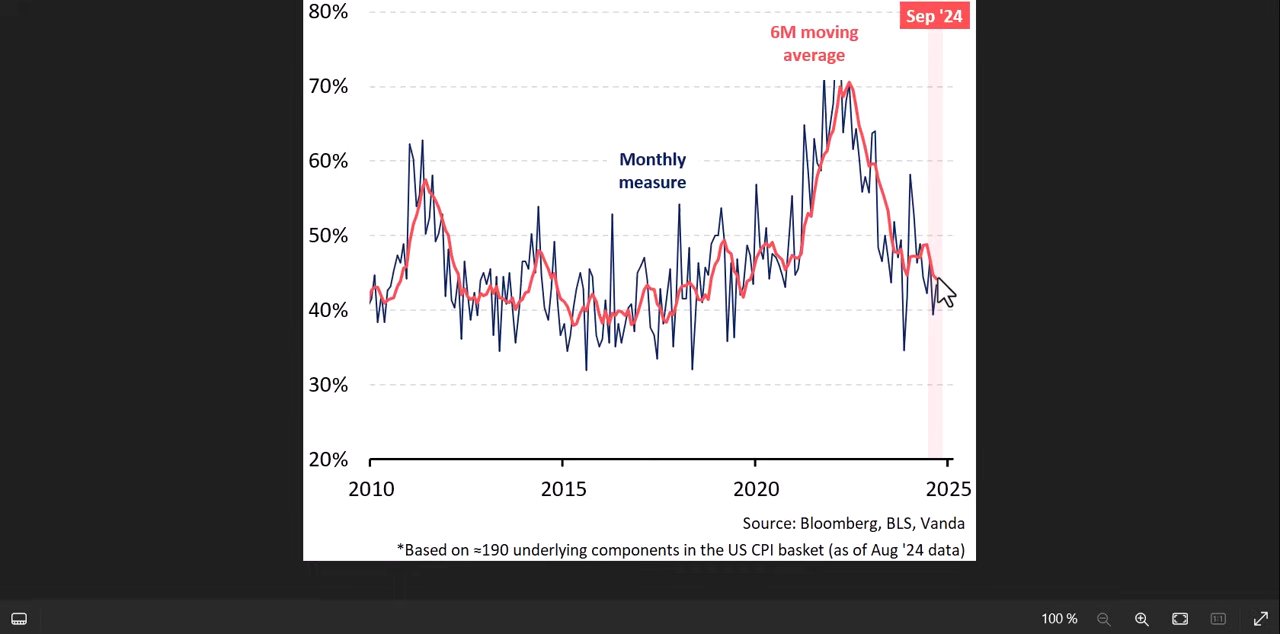 80%
Sep '24
6M moving
average
70%
60%
Monthly
measure
50%
40%
30%
20%
2010
2015
2020
2025
Source: Bloomberg, BLS, Vanda
*Based on ≈190 underlying components in the US CPI basket (as of Aug '24 data)
100 %
1:1